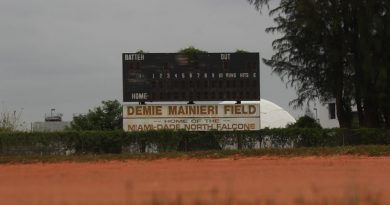 BATTER OUT
1 2 3 4 5 6 7 8 9 10 RUNS HITS E
HOME
DEMIE MAINIERI FIELD
HOME OF THE
MIAMI-DADE NORTH FALCONS